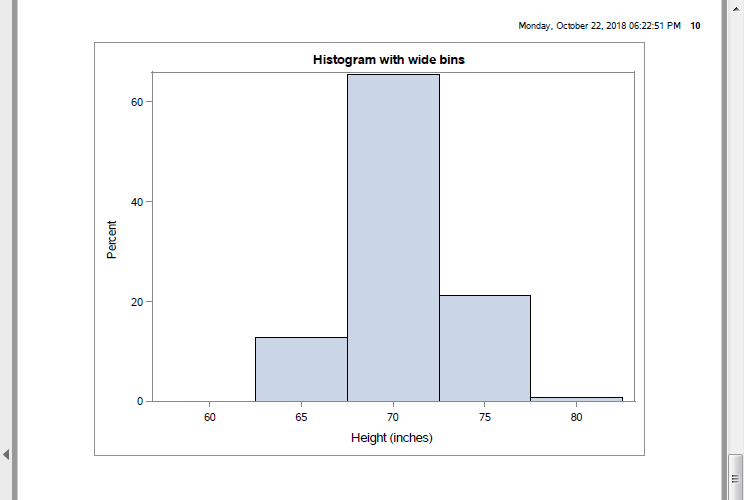 Monday, October 22, 2018 06:22:51 PM 10
Histogram with wide bins
60
40
20
0
Percent
60 65 70 75 80
Height (inches)